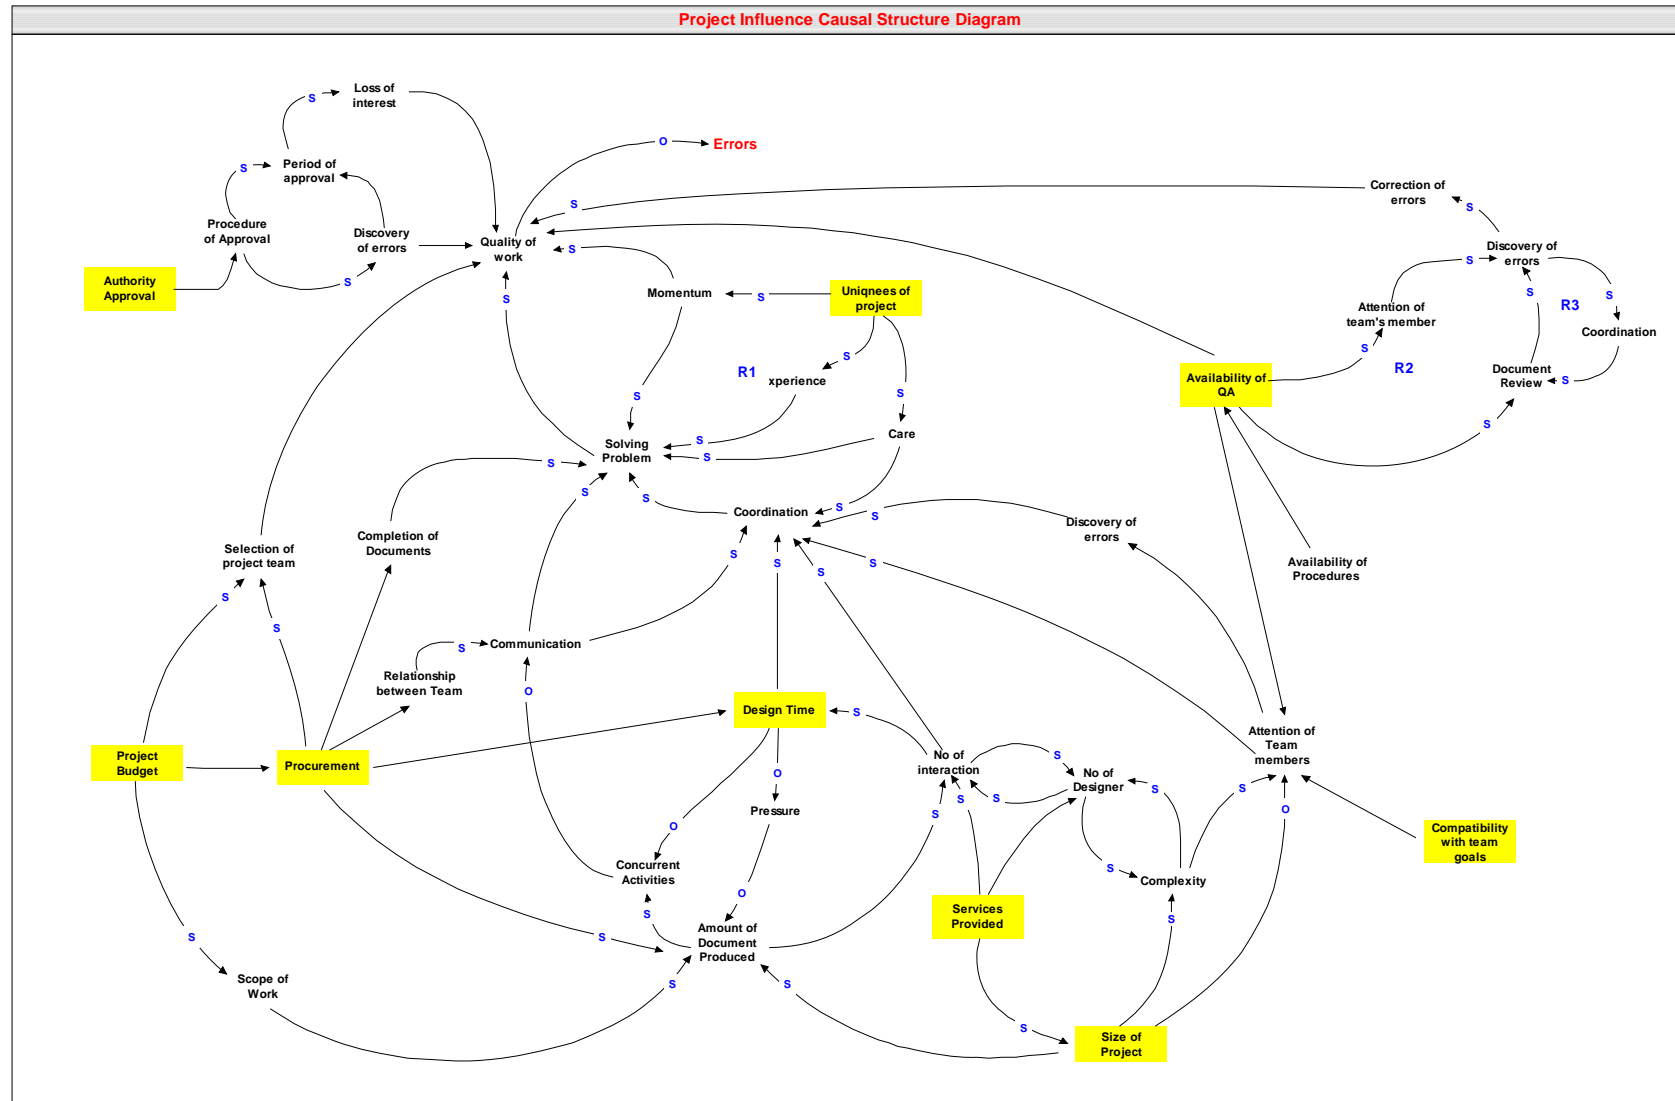 Project Influence Causal Structure Diagram
Loss of
interest
S
O
Errors
Period of
approval
S
Correction of
errors
S
S
Procedure
of Approval
Discovery
of errors
Quality of
work
S
Discovery of
errors
S
Authority
Approval
S
S
Momentum
S
Uniqnees of
project
S
S
R3
Attention of
team's member
Coordination
S
R1
xperience
S
R2
S
Availability of
QA
Document
Review
S
S
S
Care
S
Solving
Problem
S
S
S
S
S
S
Coordination
S
Discovery of
errors
Completion of
Documents
Selection of
project team
S
S
S
S
Availability of
Procedures
S
S
Communication
S
Relationship
between Team
O
Design Time
S
Attention of
Team
members
Project
Budget
Procurement
No of
interaction
S
O
No of
Designer
S
S
S
S
Pressure
S
O
O
Compatibility
with team
goals
Concurrent
Activities
S
Complexity
O
S
Services
Provided
S
Amount of
Document
Produced
S
S
Scope of
Work
S
S
S
Size of
Project